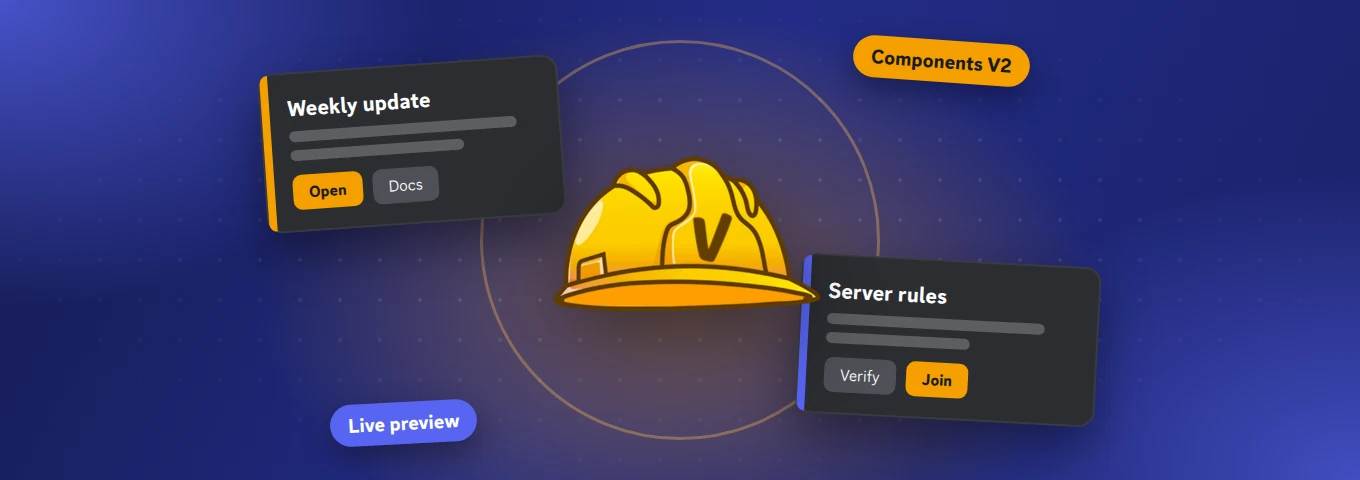 Components V2
Weekly update
Open
Docs
V
Server rules
Verify
Join
Live preview